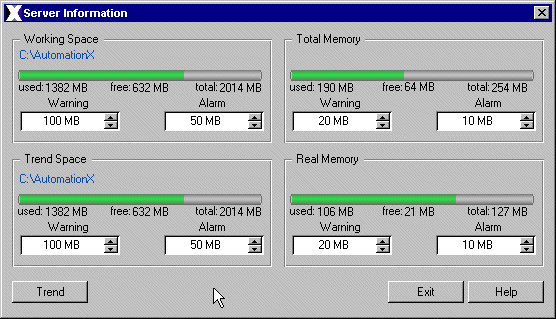 X Server Information
Working Space
C:\AutomationX
used: 1382 MB free: 632 MB total: 2014 MB
Warning Alarm
100 MB 50 MB
Total Memory
used: 190 MB free: 64 MB total: 254 MB
Warning Alarm
20 MB 10 MB
Trend Space
C:\AutomationX
used: 1382 MB free: 632 MB total: 2014 MB
Warning Alarm
100 MB 50 MB
Real Memory
used: 106 MB free: 21 MB total: 127 MB
Warning Alarm
20 MB 10 MB
Trend Exit Help